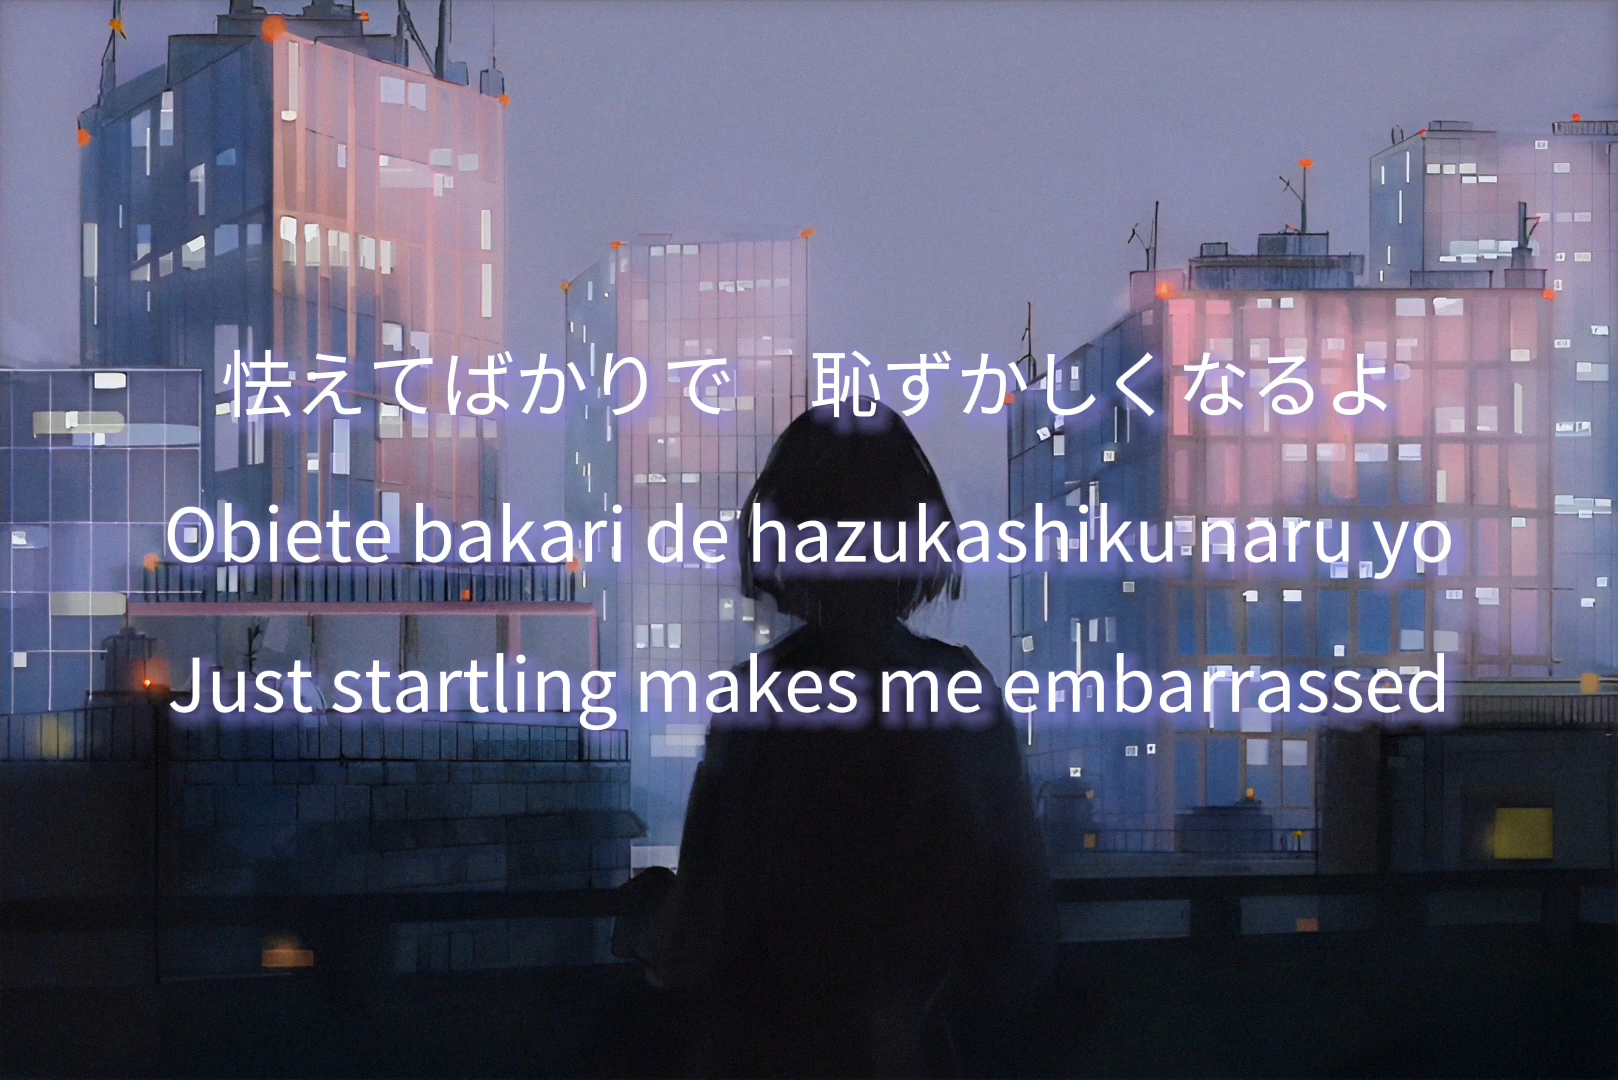 怯えてばかりで　恥ずかしくなるよ
Obiete bakari de hazukashiku naru yo
Just startling makes me embarrassed